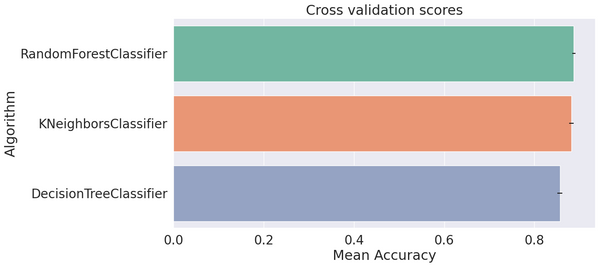 Cross validation scores
RandomForestClassifier
KNeighborsClassifier
DecisionTreeClassifier
Algorithm
0.0 0.2 0.4 0.6 0.8
Mean Accuracy